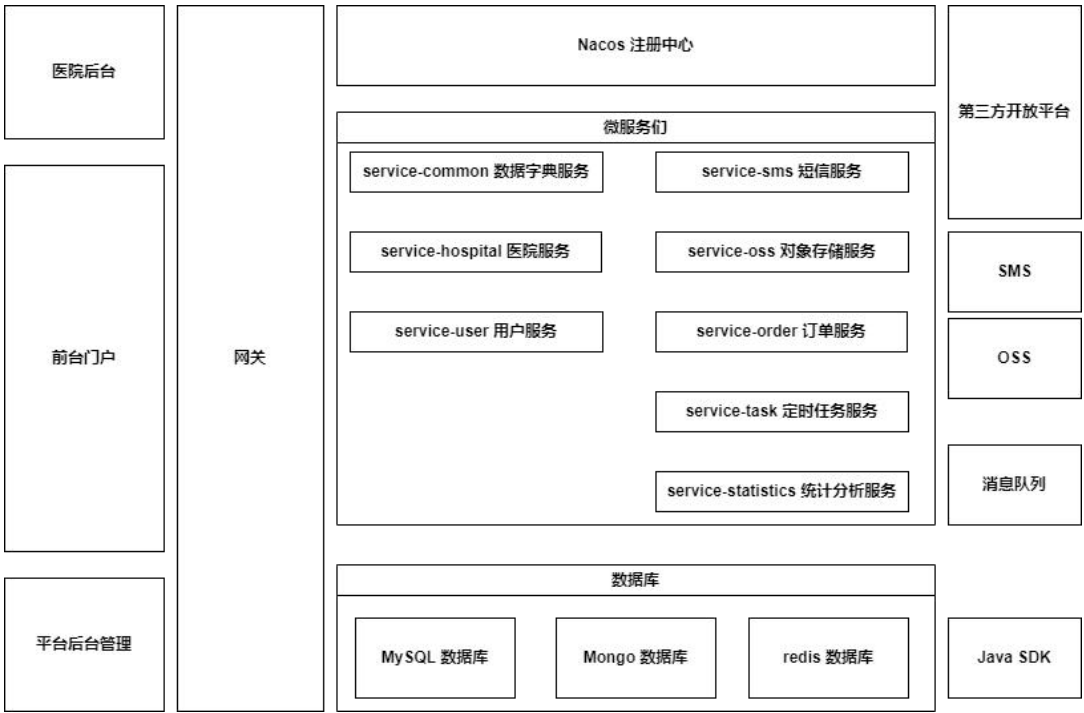 医院后台
前台门户
平台后台管理
网关
Nacos 注册中心
微服务们
service-common 数据字典服务
service-sms 短信服务
service-hospital 医院服务
service-oss 对象存储服务
service-user 用户服务
service-order 订单服务
service-task 定时任务服务
service-statistics 统计分析服务
数据库
MySQL 数据库
Mongo 数据库
redis 数据库
第三方开放平台
SMS
OSS
消息队列
Java SDK